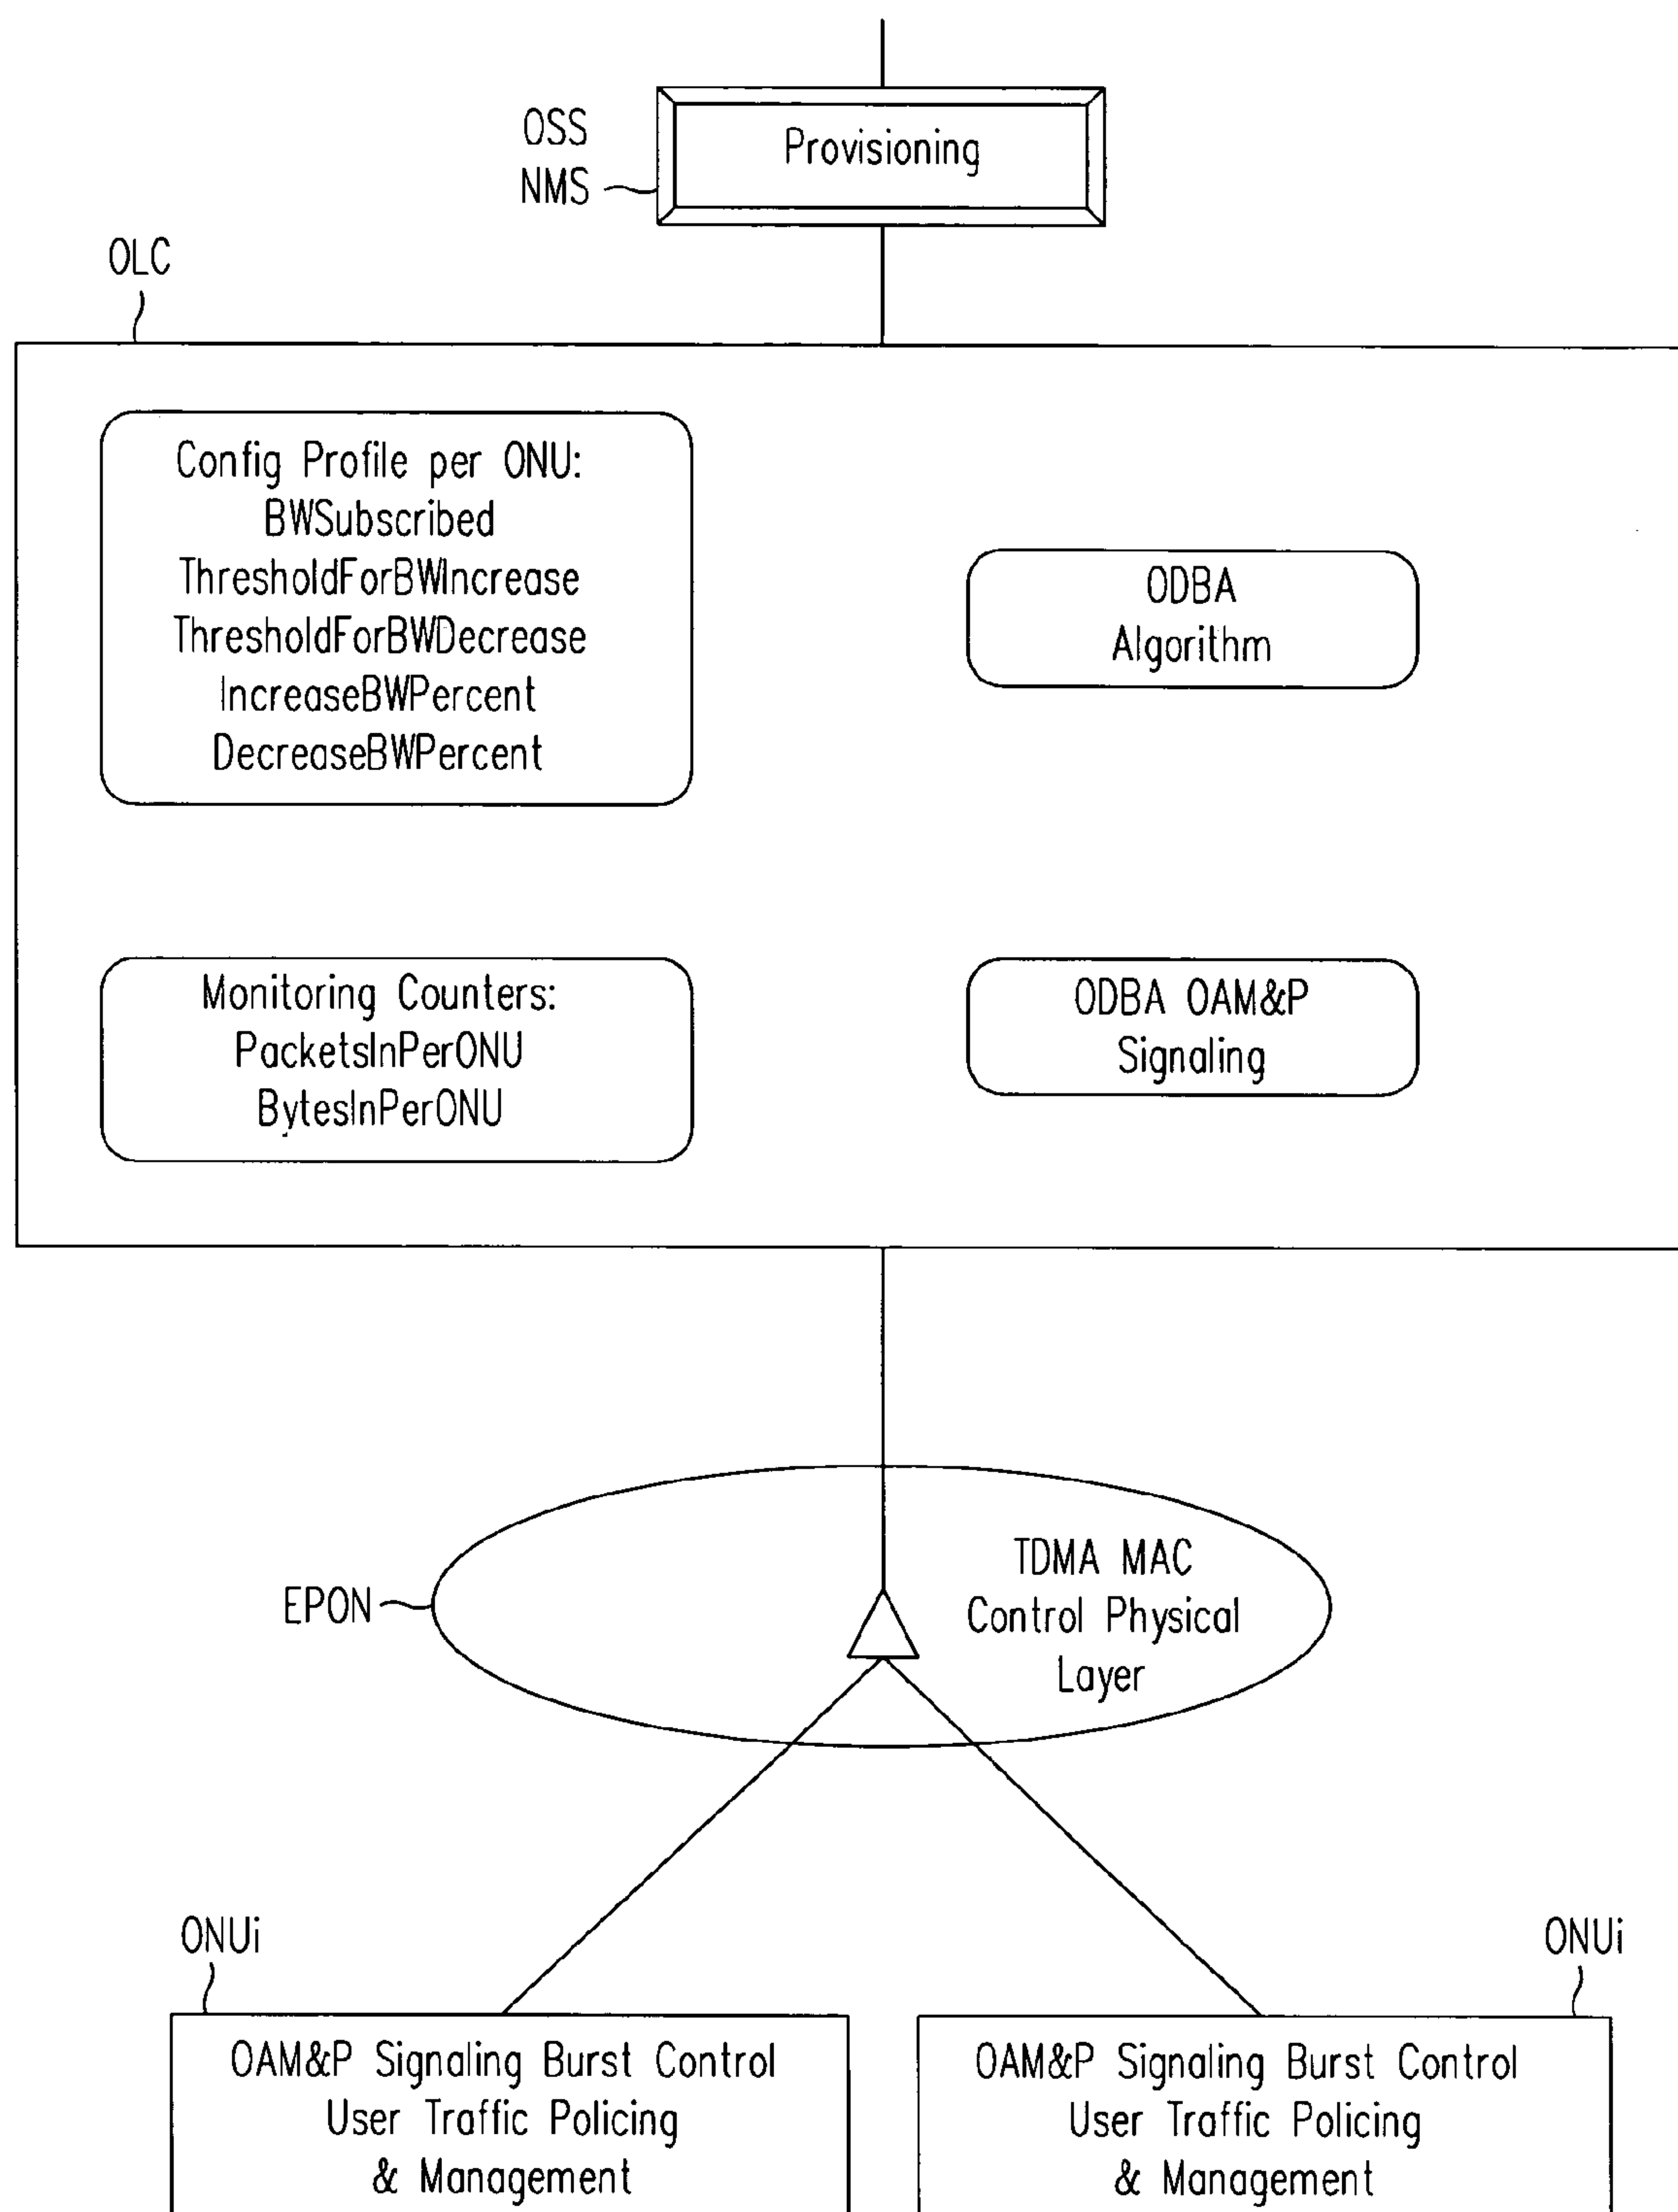 OSS
NMS
Provisioning
OLC
Config Profile per ONU:
BWSubscribed
ThresholdForBWIncrease
ThresholdForBWDecrease
IncreaseBWPercent
DecreaseBWPercent
ODBA
Algorithm
Monitoring Counters:
PacketsInPerONU
BytesInPerONU
ODBA OAM&P
Signaling
EPON
TDMA MAC
Control Physical
Layer
ONUi
OAM&P Signaling Burst Control
User Traffic Policing
& Management
ONUi
OAM&P Signaling Burst Control
User Traffic Policing
& Management